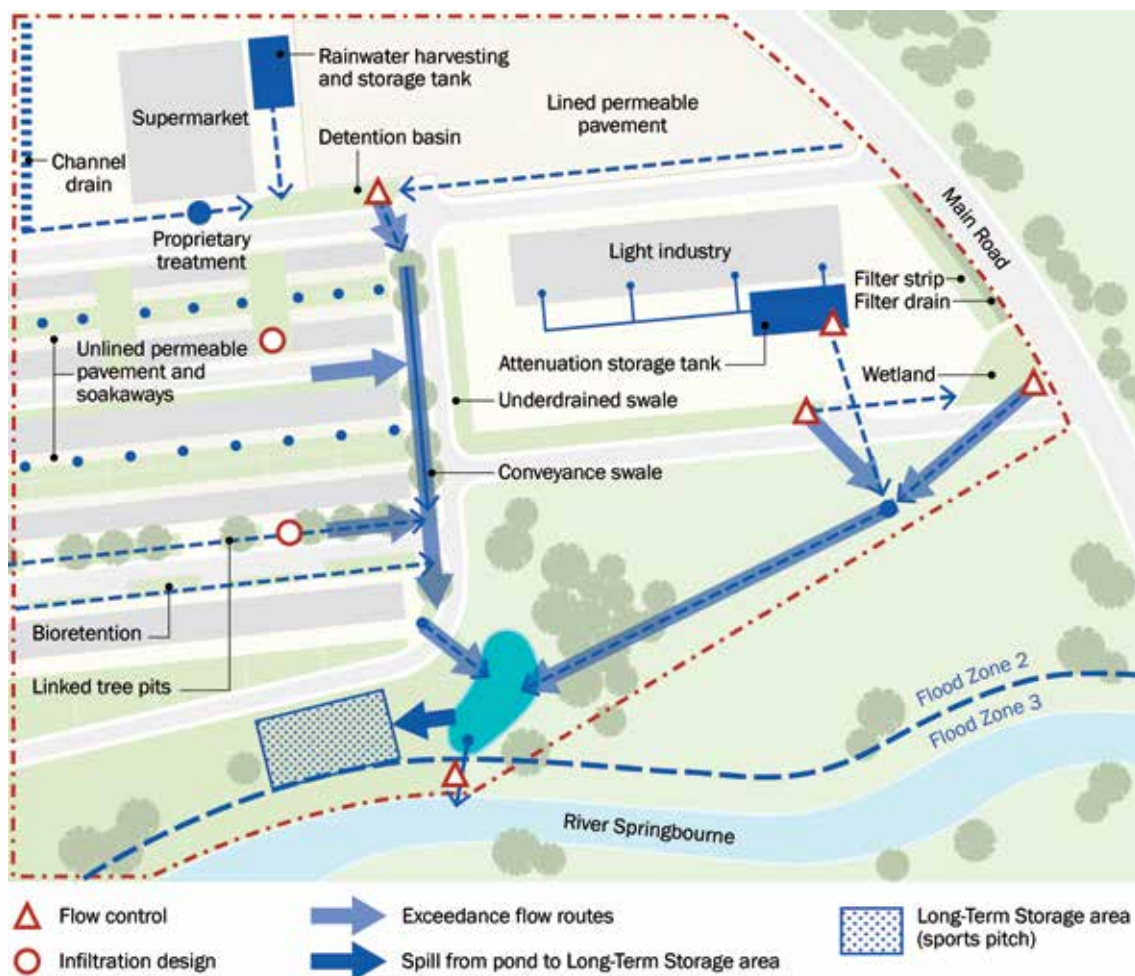 Rainwater harvesting
and storage tank
Supermarket
Lined permeable
pavement
Detention basin
Channel
drain
Main Road
Proprietary
treatment
Light industry
Filter strip
Filter drain
Unlined permeable
pavement and
soakaways
Attenuation storage tank
Wetland
Underdrained swale
Conveyance swale
Bioretention
Linked tree pits
Flood Zone 2
Flood Zone 3
River Springbourne
Flow control
Exceedance flow routes
Long-Term Storage area
(sports pitch)
Infiltration design
Spill from pond to Long-Term Storage area